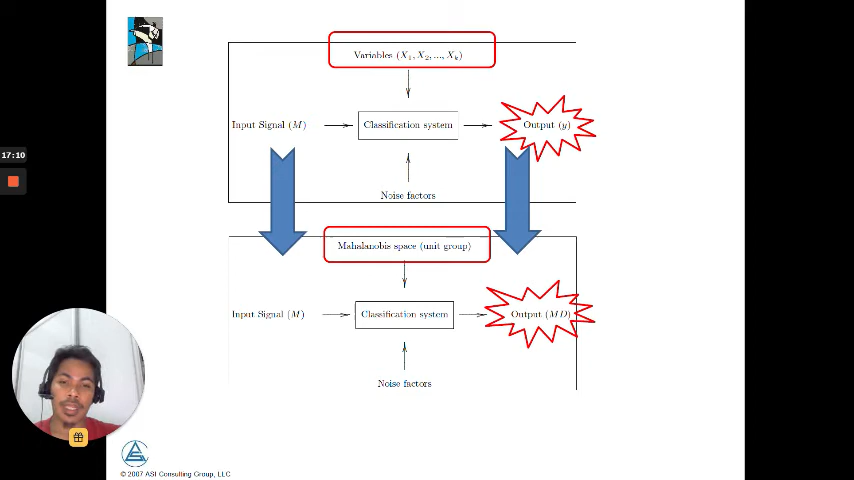 Variables (X1, X2, ..., Xk)
Input Signal (M)
Classification system
Output (y)
17:10
Noise factors
Mahalanobis space (unit group)
Input Signal (M)
Classification system
Output (MD)
Noise factors
© 2007 ASI Consulting Group, LLC